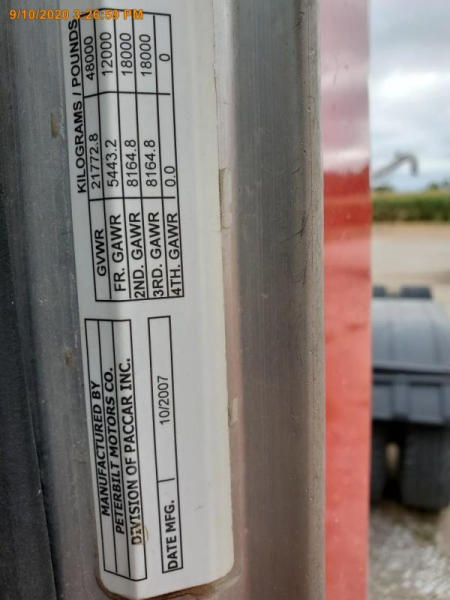 9/10/2020 3:26:59 PM
MANUFACTURED BY
PETERBILT MOTORS CO.
DIVISION OF PACCAR INC..
DATE MFG. 10/2007
KILOGRAMS / POUNDS
GVWR 21772.8 48000
FR. GAWR 5443.2 12000
2ND. GAWR 8164.8 18000
3RD. GAWR 8164.8 18000
4TH. GAWR 0.0 0